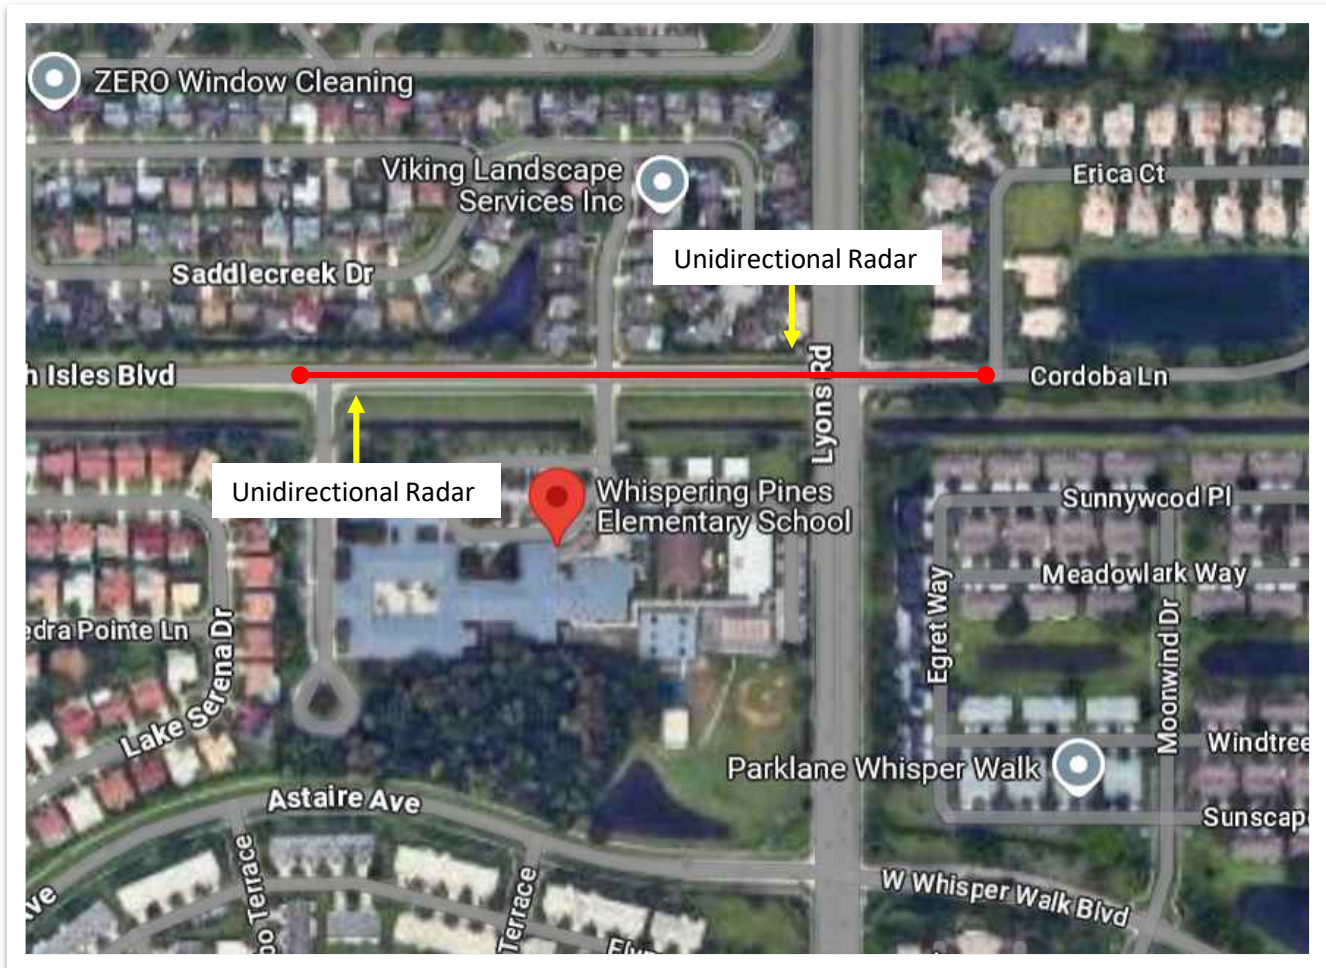 ZERO Window Cleaning
Viking Landscape
Services Inc
Erica Ct
Unidirectional Radar
Saddlecreek Dr
h Isles Blvd
Lyons Rd
Cordoba Ln
Unidirectional Radar
Whispering Pines
Elementary School
Sunnywood Pl
Meadowlark Way
Egret Way
edra Pointe Ln
Lake Serena Dr
Moonwind Dr
Windtree
Parklane Whisper Walk
Astaire Ave
Sunscap
W Whisper Walk Blvd
ve
bo Terrace
Terrace